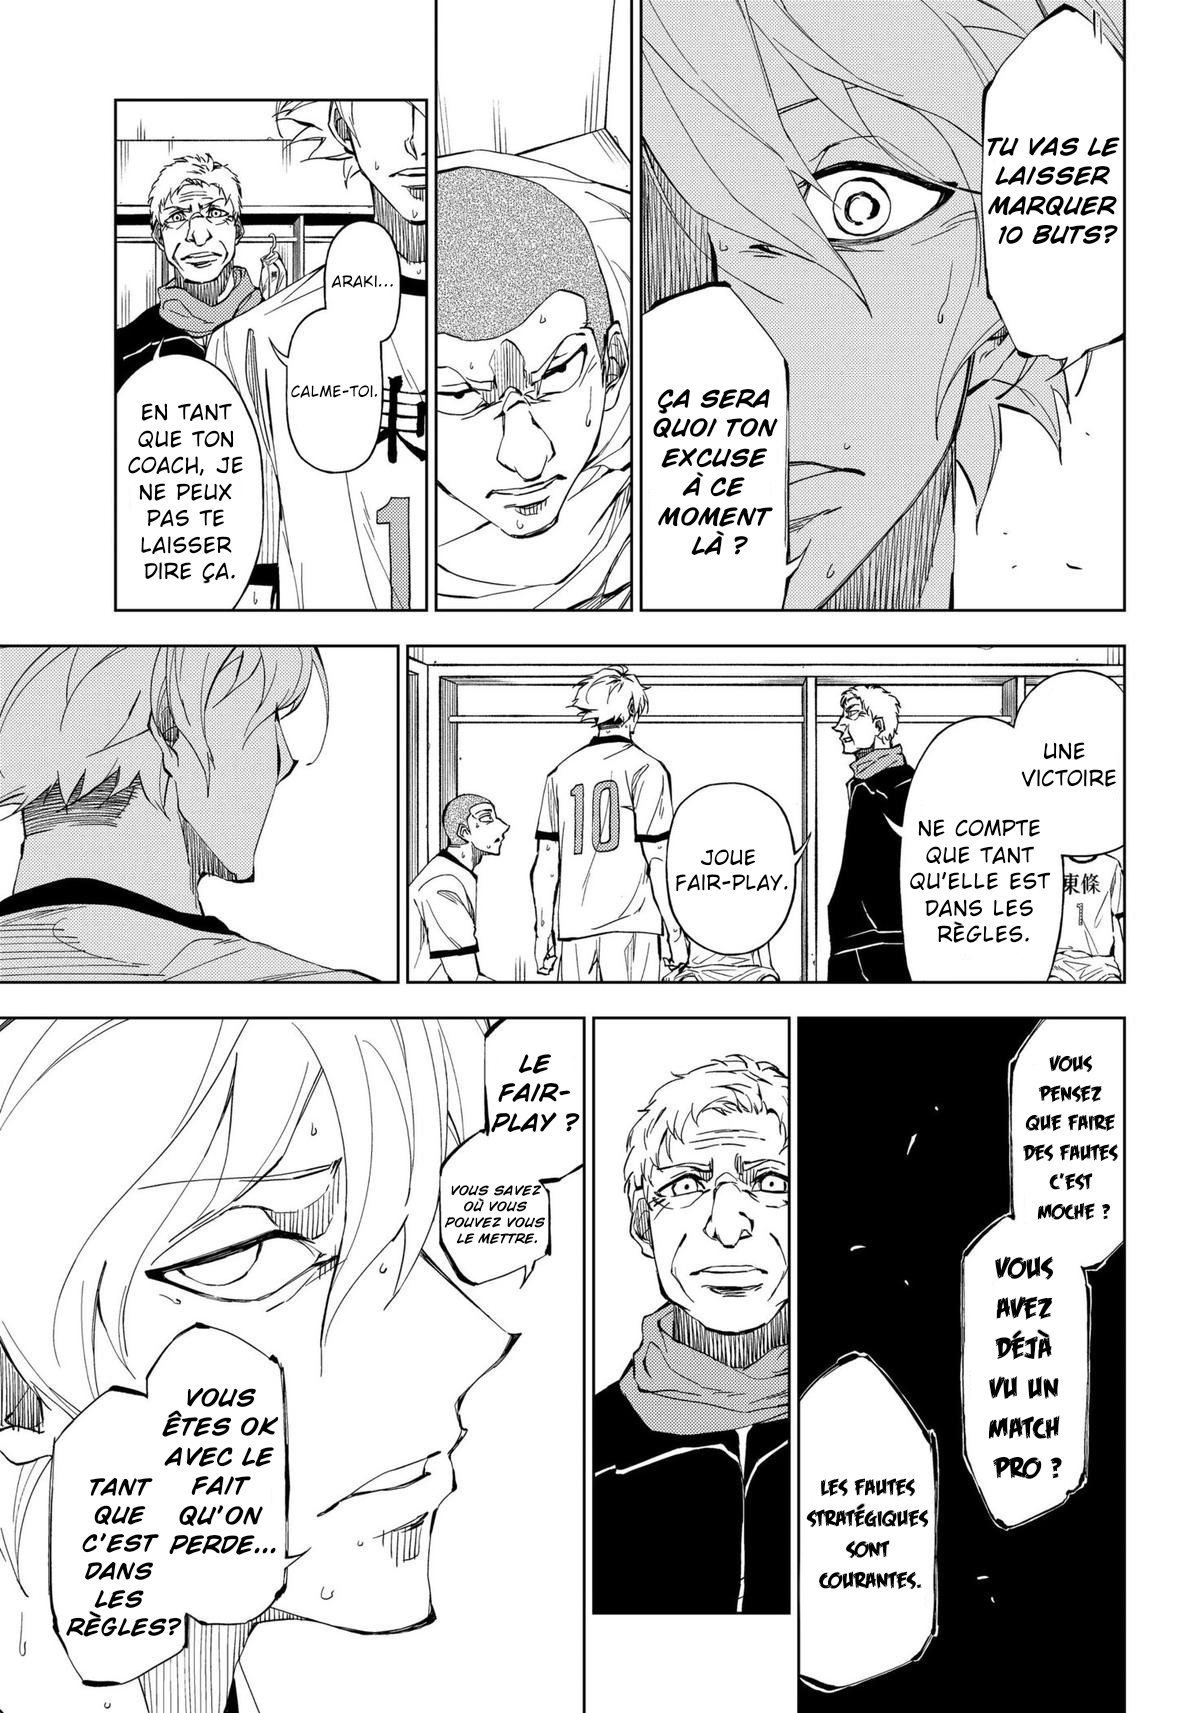 TU VAS LE
LAISSER
MARQUER
10 BUTS?
ÇA SERA
QUOI TON
EXCUSE
À CE
MOMENT
LÀ ?
ARAKI...
CALME-TOI.
EN TANT
QUE TON
COACH, JE
NE PEUX
PAS TE
LAISSER
DIRE ÇA.
東
1
UNE
VICTOIRE
NE COMPTE
QUE TANT
QU'ELLE EST
DANS LES
RÈGLES.
JOUE
FAIR-PLAY.
10
東條
1
VOUS
PENSEZ
QUE FAIRE
DES FAUTES
C'EST
MOCHE ?
VOUS
AVEZ
DÉJÀ
VU UN
MATCH
PRO ?
LES FAUTES
STRATÉGIQUES
SONT
COURANTES.
LE
FAIR-
PLAY ?
VOUS SAVEZ
OÙ VOUS
POUVEZ VOUS
LE METTRE.
VOUS
ÊTES OK
AVEC LE
FAIT
QU'ON
PERDE...
TANT
QUE
C'EST
DANS
LES
RÈGLES?